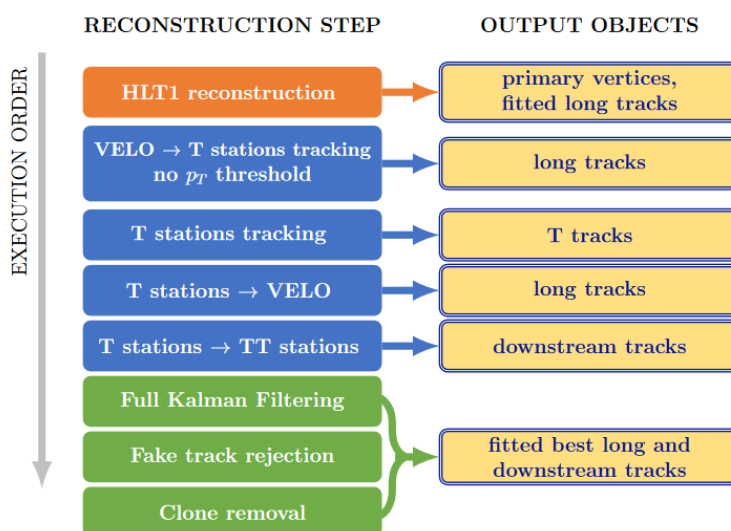 RECONSTRUCTION STEP
OUTPUT OBJECTS
EXECUTION ORDER
HLT1 reconstruction
primary vertices,
fitted long tracks
VELO → T stations tracking
no p_T threshold
long tracks
T stations tracking
T tracks
T stations → VELO
long tracks
T stations → TT stations
downstream tracks
Full Kalman Filtering
Fake track rejection
Clone removal
fitted best long and
downstream tracks